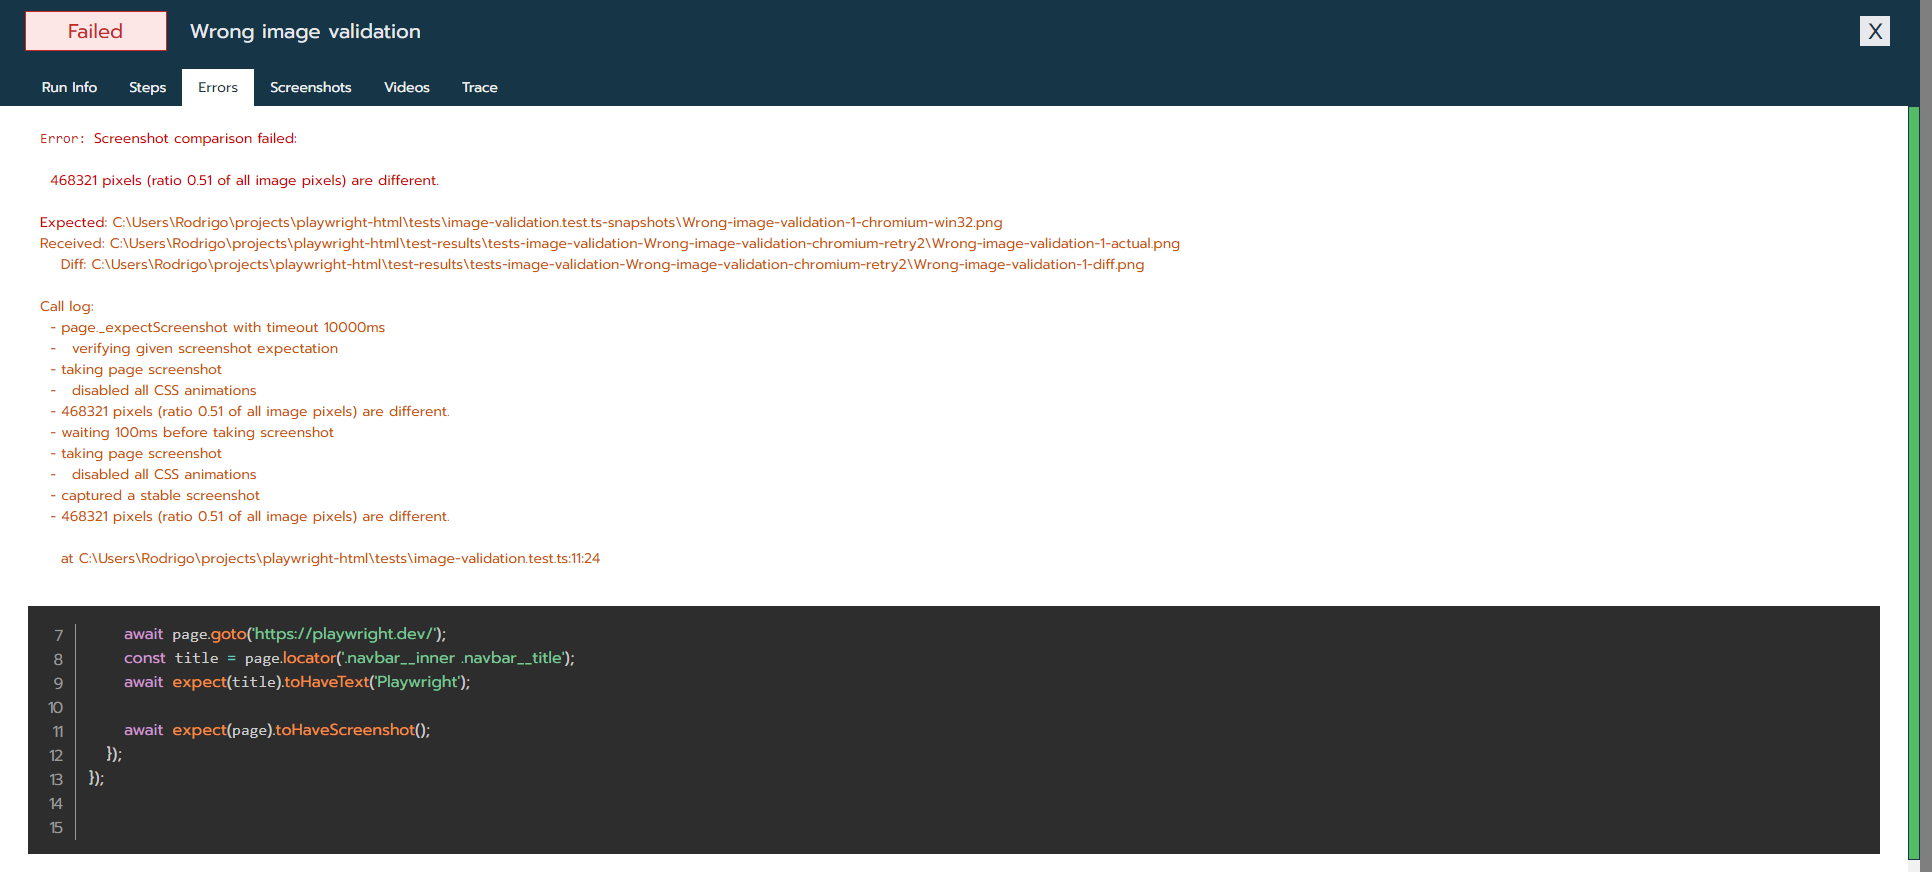 Failed Wrong image validation X
Run Info Steps Errors Screenshots Videos Trace
Error: Screenshot comparison failed:
468321 pixels (ratio 0.51 of all image pixels) are different.
Expected: C:\Users\Rodrigo\projects\playwright-html\tests\image-validation.test.ts-snapshots\Wrong-image-validation-1-chromium-win32.png
Received: C:\Users\Rodrigo\projects\playwright-html\test-results\tests-image-validation-Wrong-image-validation-chromium-retry2\Wrong-image-validation-1-actual.png
Diff: C:\Users\Rodrigo\projects\playwright-html\test-results\tests-image-validation-Wrong-image-validation-chromium-retry2\Wrong-image-validation-1-diff.png
Call log:
- page._expectScreenshot with timeout 10000ms
-   verifying given screenshot expectation
- taking page screenshot
-   disabled all CSS animations
- 468321 pixels (ratio 0.51 of all image pixels) are different.
- waiting 100ms before taking screenshot
- taking page screenshot
-   disabled all CSS animations
- captured a stable screenshot
- 468321 pixels (ratio 0.51 of all image pixels) are different.
at C:\Users\Rodrigo\projects\playwright-html\tests\image-validation.test.ts:11:24
7 await page.goto('https://playwright.dev/');
8 const title = page.locator('.navbar__inner .navbar__title');
9 await expect(title).toHaveText('Playwright');
10
11 await expect(page).toHaveScreenshot();
12 });
13 });
14
15